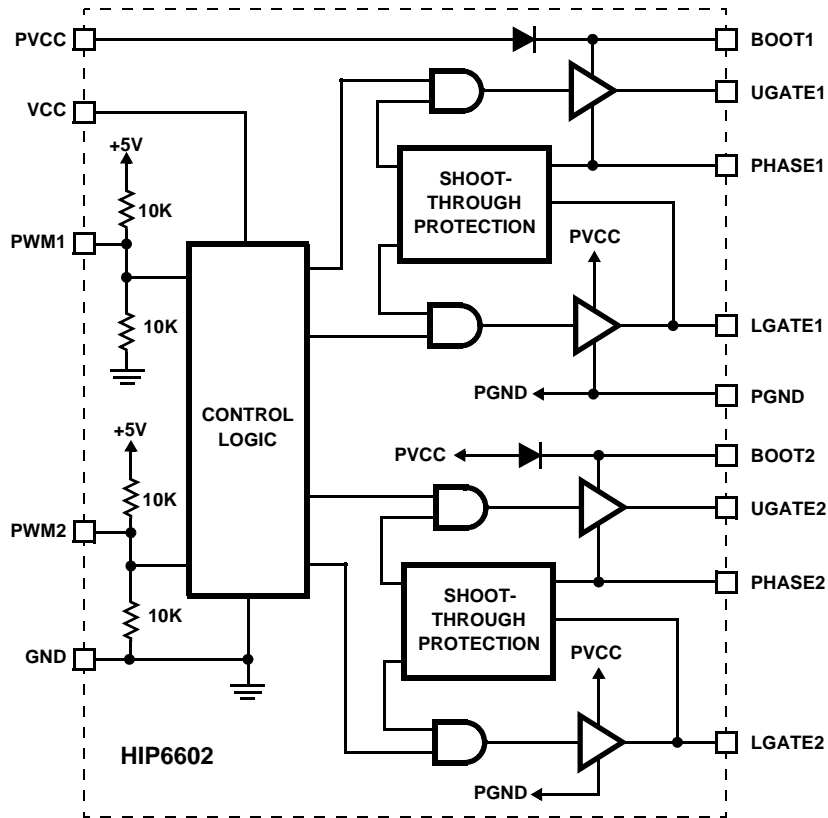 PVCC
BOOT1
VCC
UGATE1
+5V
10K
SHOOT-
THROUGH
PROTECTION
PHASE1
PWM1
PVCC
10K
LGATE1
PGND
PGND
CONTROL
LOGIC
+5V
PVCC
BOOT2
10K
UGATE2
PWM2
SHOOT-
THROUGH
PROTECTION
PHASE2
10K
GND
PVCC
LGATE2
HIP6602
PGND